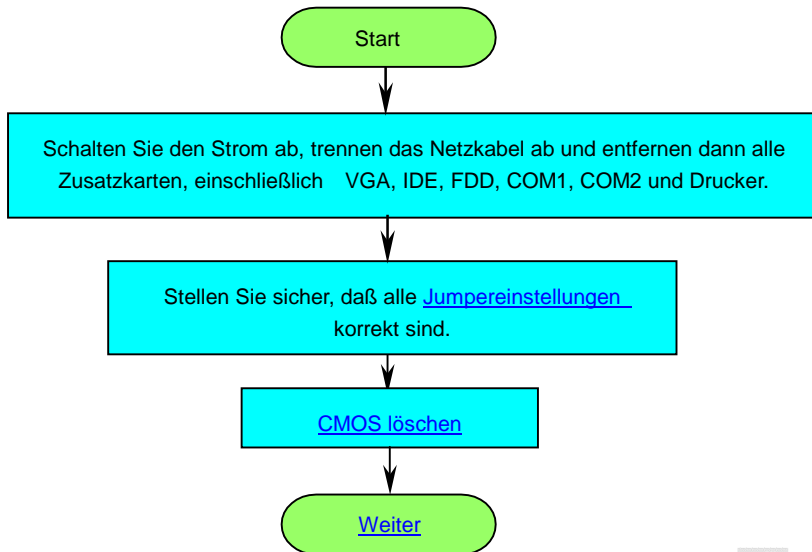 Start
Schalten Sie den Strom ab, trennen das Netzkabel ab und entfernen dann alle
Zusatzkarten, einschließlich VGA, IDE, FDD, COM1, COM2 und Drucker.
Stellen Sie sicher, daß alle Jumpereinstellungen
korrekt sind.
CMOS löschen
Weiter